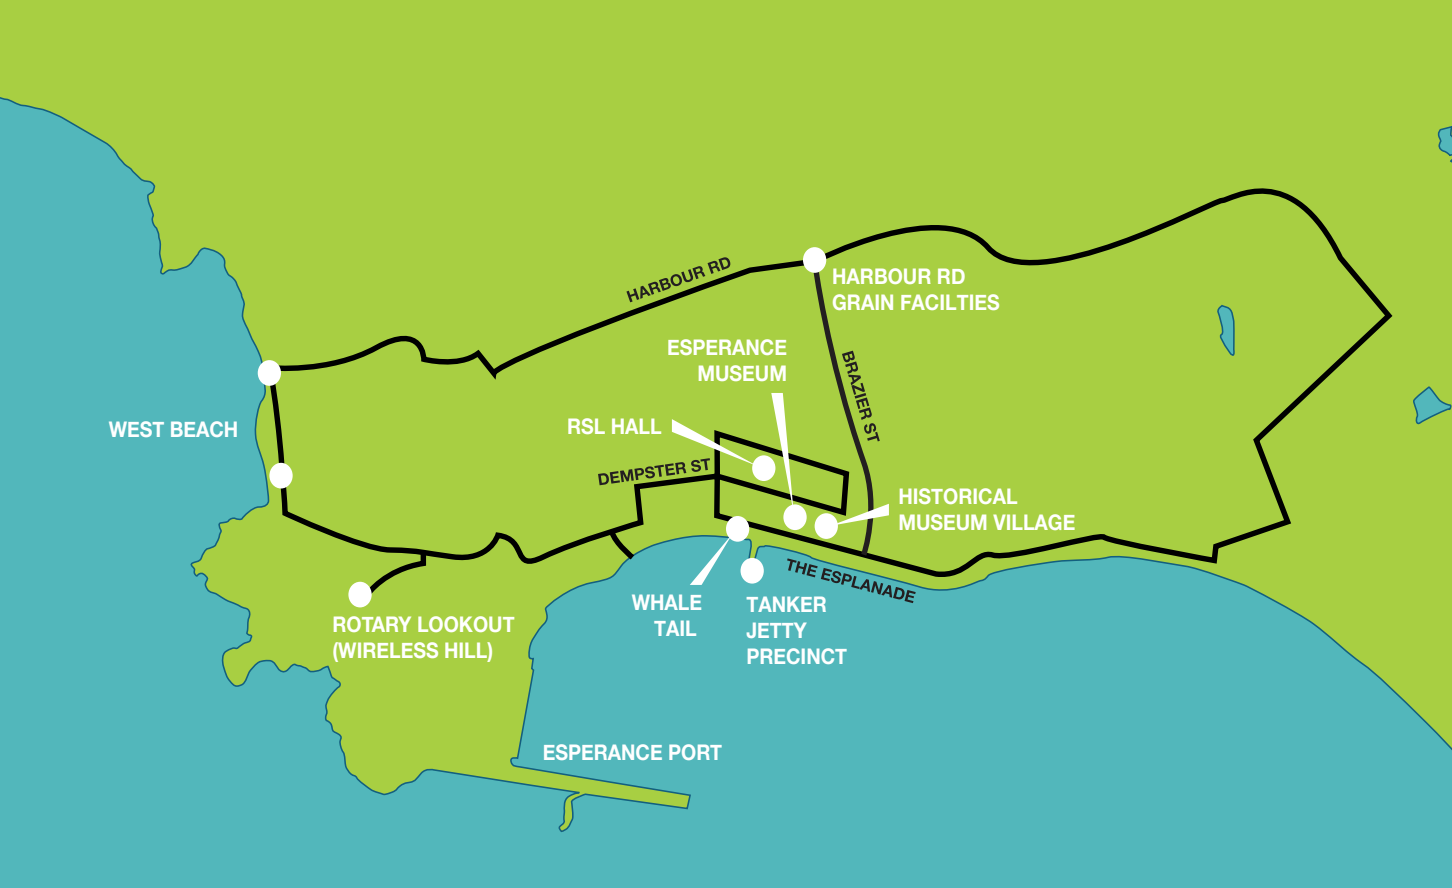 HARBOUR RD
HARBOUR RD
GRAIN FACILTIES
ESPERANCE
MUSEUM
BRAZIER ST
RSL HALL
WEST BEACH
DEMPSTER ST
HISTORICAL
MUSEUM VILLAGE
THE ESPLANADE
WHALE
TAIL
TANKER
JETTY
PRECINCT
ROTARY LOOKOUT
(WIRELESS HILL)
ESPERANCE PORT